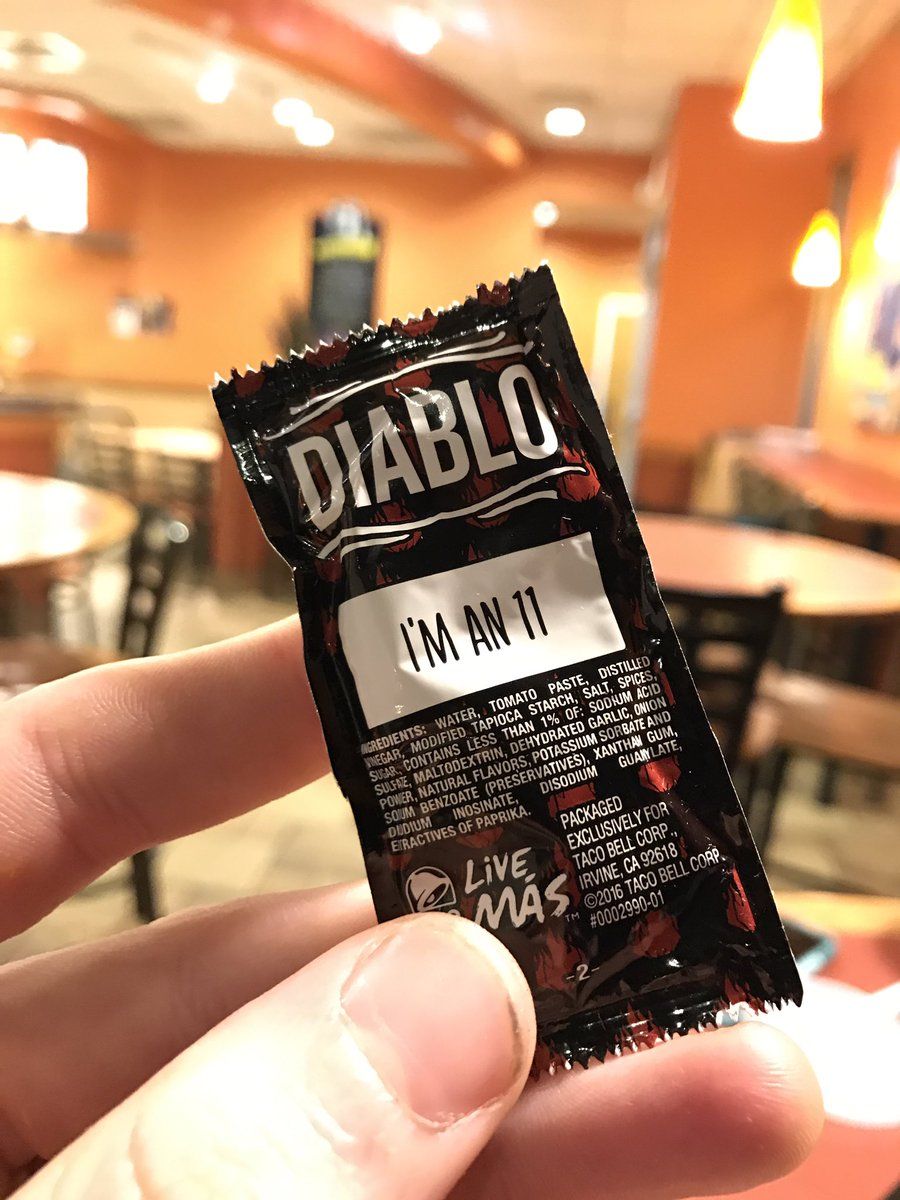 DIABLO
I'M AN 11
INGREDIENTS: WATER, TOMATO PASTE, DISTILLED
VINEGAR, MODIFIED TAPIOCA STARCH, SALT, SPICES,
SUGAR, CONTAINS LESS THAN 1% OF: SODIUM ACID
SULFATE, MALTODEXTRIN, DEHYDRATED GARLIC, ONION
POWER, NATURAL FLAVORS, POTASSIUM SORBATE AND
SODIUM BENZOATE (PRESERVATIVES), XANTHAN GUM,
DISODIUM INOSINATE, DISODIUM GUANYLATE,
EXTRACTIVES OF PAPRIKA.
PACKAGED
EXCLUSIVELY FOR
TACO BELL CORP.,
IRVINE, CA 92618
©2016 TACO BELL CORP.
#0002990-01
LIVE
MÁS™
-2-